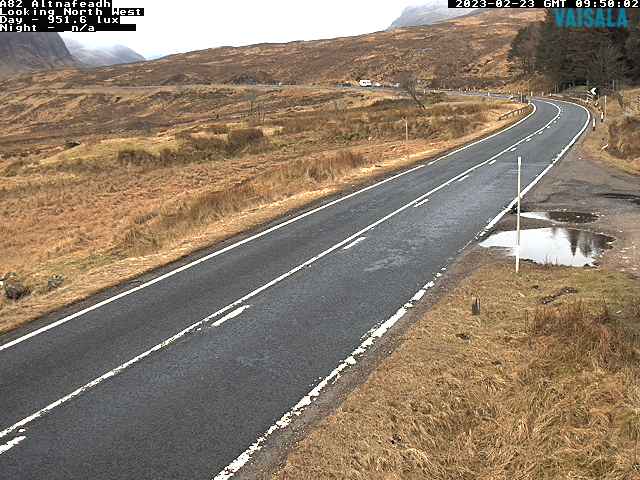 A82 Altnafeadh
Looking North West
Day - 951.6 lux
Night - n/a
2023-02-23 GMT 09:50:02
VAISALA